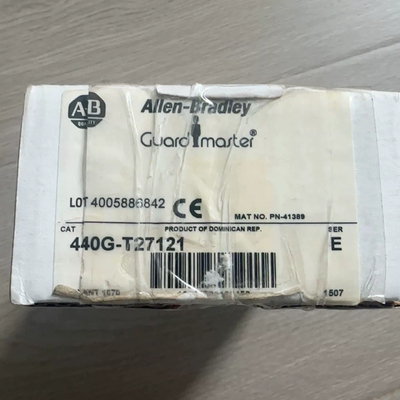 AB
QUALITY
Allen-Bradley
Guardmaster®
LOT 4005886842 CE MAT NO. PN-41389
CAT PRODUCT OF DOMINICAN REP. SER
440G-T27121 E
1507